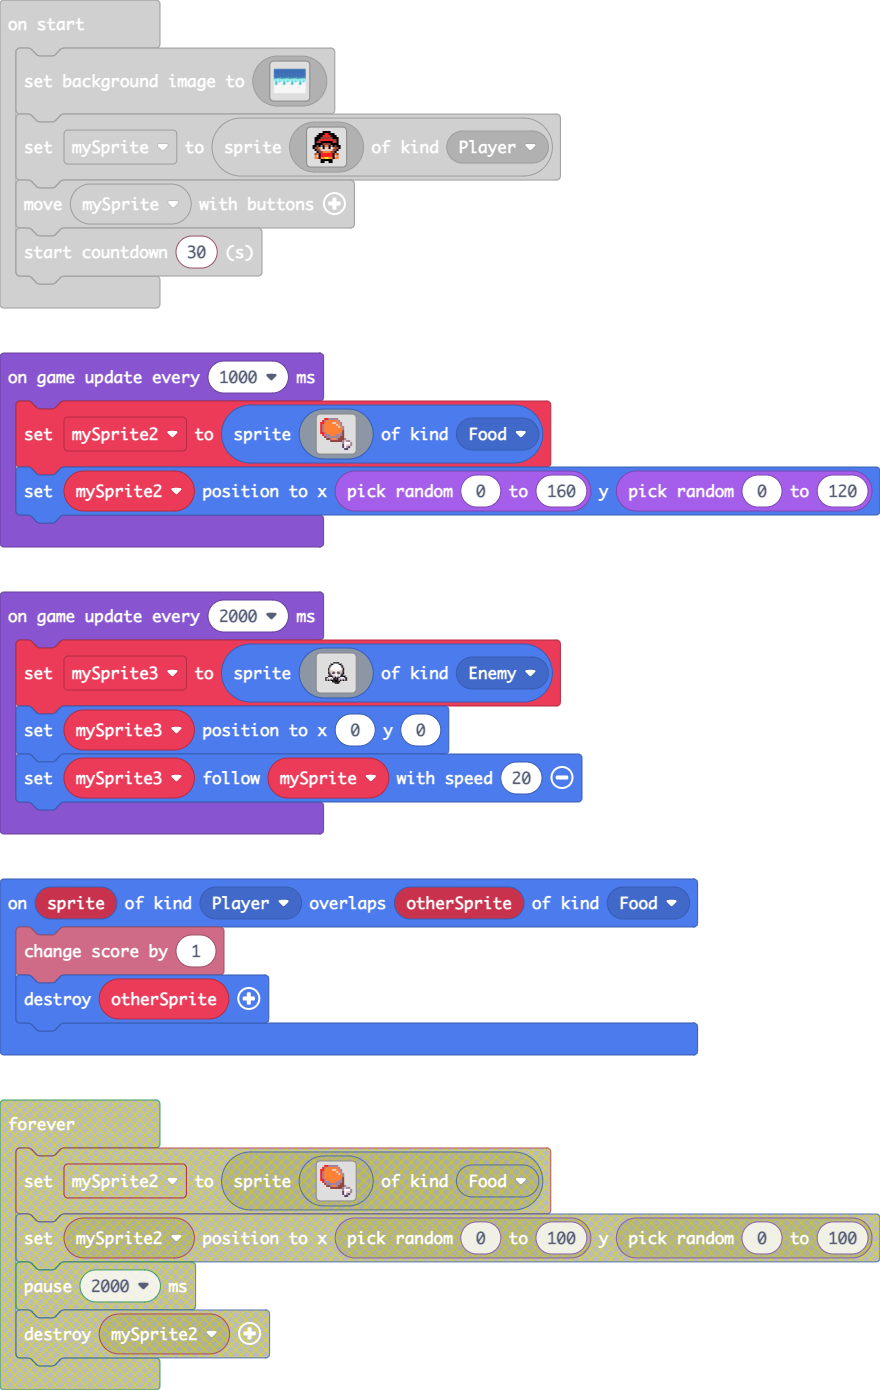 on start
set background image to
set mySprite to sprite of kind Player
move mySprite with buttons
start countdown 30 (s)
on game update every 1000 ms
set mySprite2 to sprite of kind Food
set mySprite2 position to x pick random 0 to 160 y pick random 0 to 120
on game update every 2000 ms
set mySprite3 to sprite of kind Enemy
set mySprite3 position to x 0 y 0
set mySprite3 follow mySprite with speed 20
on sprite of kind Player overlaps otherSprite of kind Food
change score by 1
destroy otherSprite
forever
set mySprite2 to sprite of kind Food
set mySprite2 position to x pick random 0 to 100 y pick random 0 to 100
pause 2000 ms
destroy mySprite2